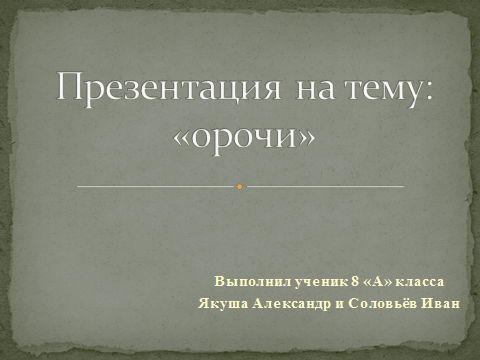 Презентация на тему:
«орочи»
Выполнил ученик 8 «А» класса
Якуша Александр и Соловьёв Иван